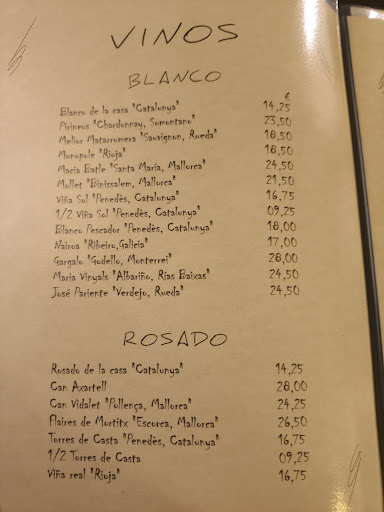 VINOS
BLANCO
€
Blanco de la casa "Catalunya" 14,25
Pirineus "Chardonnay, Somontano" 23,50
Melior Matarromera "Sauvignon, Rueda" 18,50
Monopole "Rioja" 18,50
Macia Batle "Santa Maria, Mallorca" 24,50
Mollet "Binissalem, Mallorca" 21,50
Viña Sol "Penedès, Catalunya" 16,75
1/2 Viña Sol "Penedès, Catalunya" 09,25
Blanco Pescador "Penedès, Catalunya" 18,00
Nairoa "Ribeiro,Galicia" 17,00
Gargalo "Godello, Monterrei" 28,00
Maria Vinyals "Albariño, Rias Baixas" 24,50
José Pariente "Verdejo, Rueda" 24,50
ROSADO
Rosado de la casa "Catalunya" 14,25
Can Axartell 28,00
Can Vidalet "Pollença, Mallorca" 24,25
Flaires de Mortitx "Escorca, Mallorca" 26,50
Torres de Casta "Penedès, Catalunya" 16,75
1/2 Torres de Casta 09,25
Viña real "Rioja" 16,75